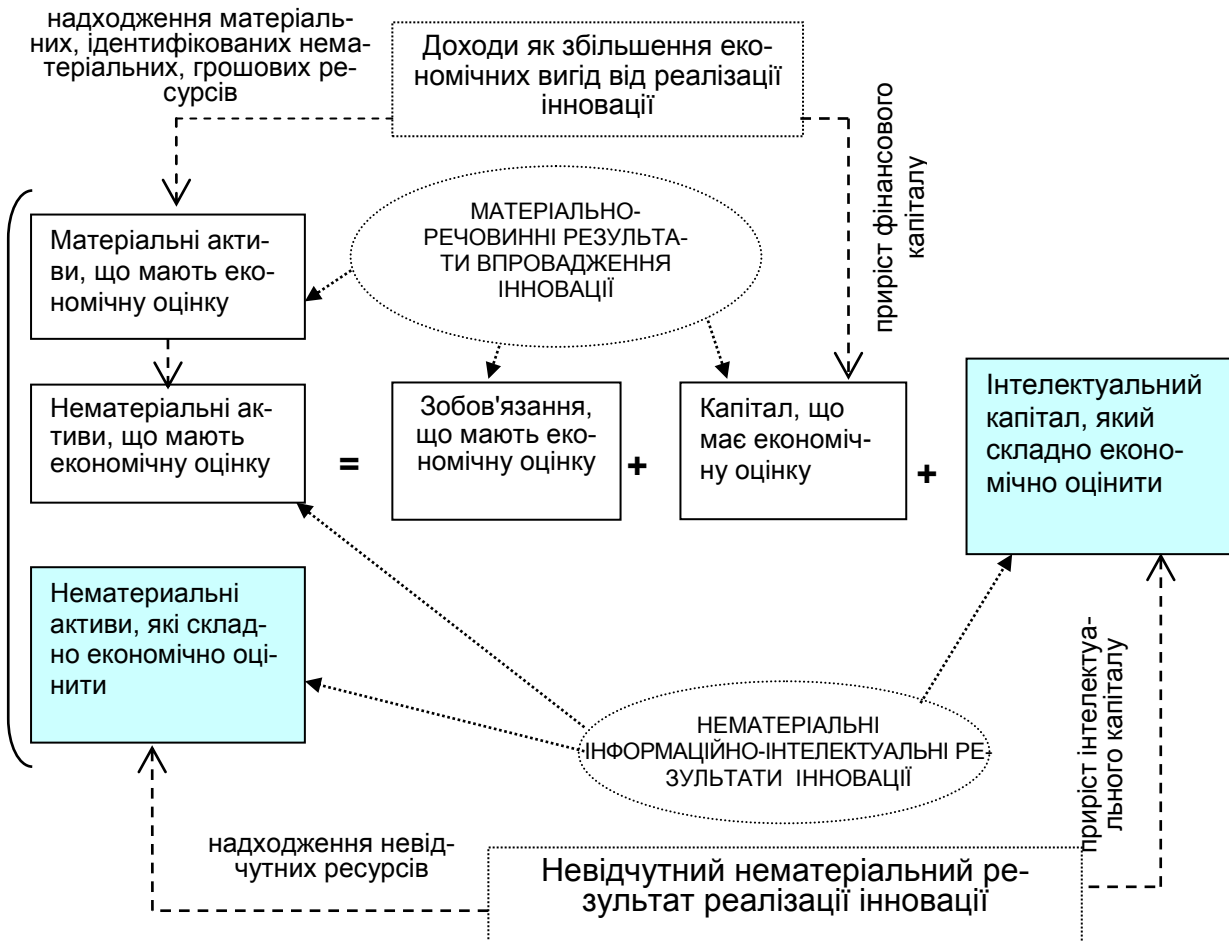 надходження матеріаль-
них, ідентифікованих нема-
теріальних, грошових ре-
сурсів
Доходи як збільшення еко-
номічних вигід від реалізації
інновації
приріст фінансового
капіталу
МАТЕРІАЛЬНО-
РЕЧОВИННІ РЕЗУЛЬТА-
ТИ ВПРОВАДЖЕННЯ
ІННОВАЦІЇ
Матеріальні акти-
ви, що мають еко-
номічну оцінку
Нематеріальні ак-
тиви, що мають
економічну оцінку
=
Зобов'язання,
що мають еко-
номічну оцінку
+
Капітал, що
має економіч-
ну оцінку
+
Інтелектуальний
капітал, який
складно еконо-
мічно оцінити
Нематериальні
активи, які склад-
но економічно оці-
нити
НЕМАТЕРІАЛЬНІ
ІНФОРМАЦІЙНО-ІНТЕЛЕКТУАЛЬНІ РЕ-
ЗУЛЬТАТИ ІННОВАЦІЇ
приріст інтелектуа-
льного капіталу
надходження невід-
чутних ресурсів
Невідчутний нематеріальний ре-
зультат реалізації інновації